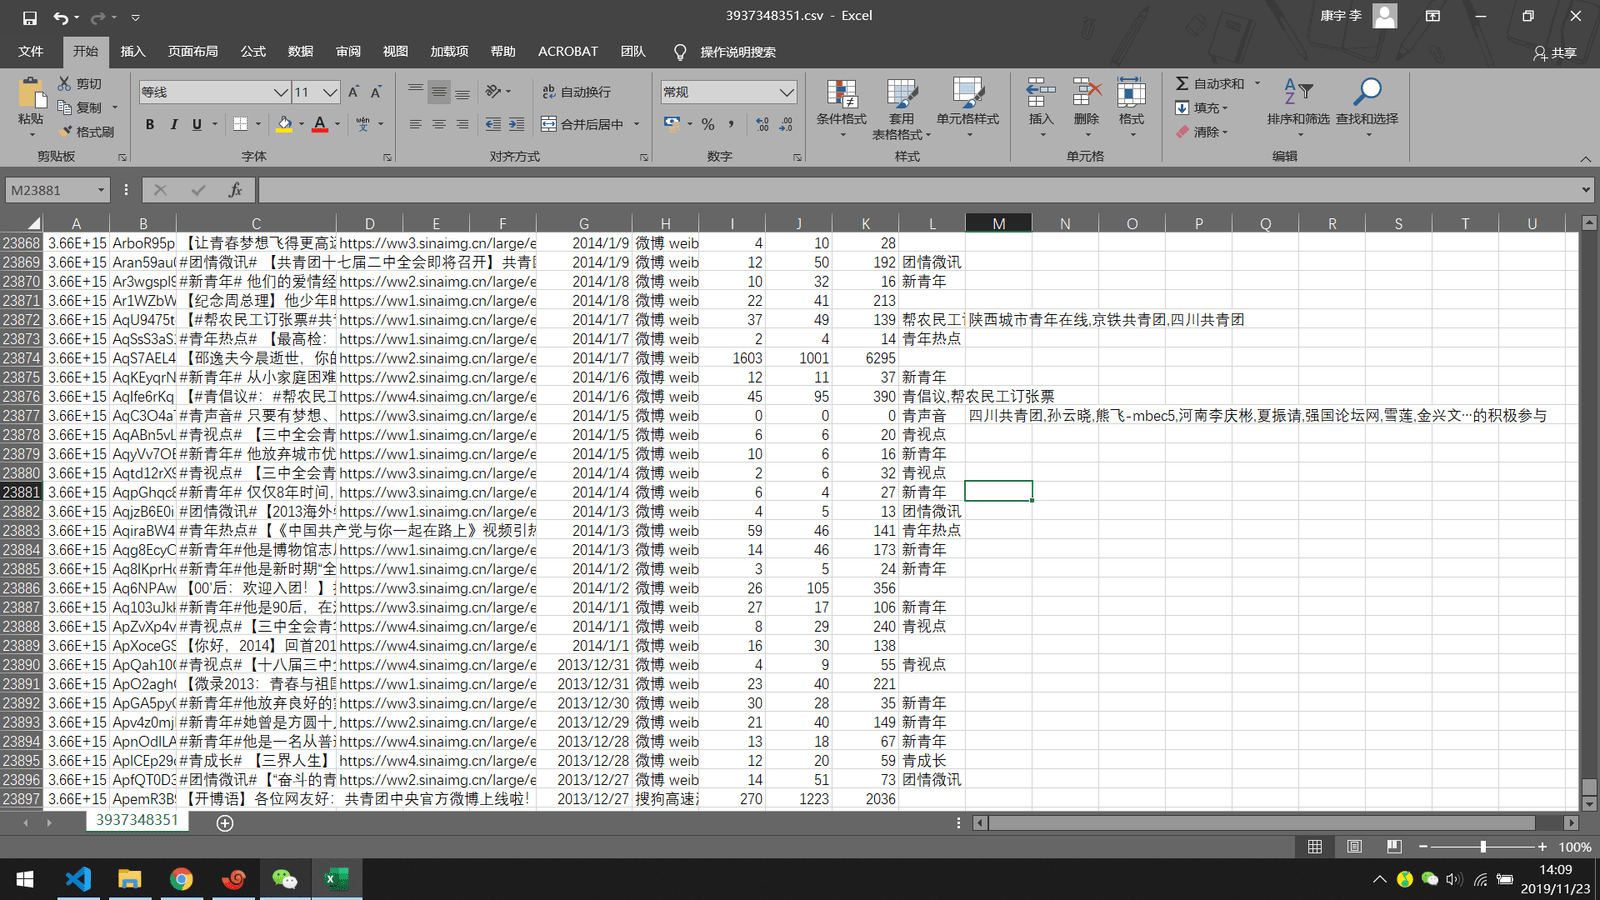 3937348351.csv - Excel
康宇 李
文件 开始 插入 页面布局 公式 数据 审阅 视图 加载项 帮助 ACROBAT 团队 操作说明搜索 共享
粘贴 剪切 复制 格式刷 剪贴板
等线 11 B I U 字体
自动换行 合并后居中 对齐方式
常规 % 数字
条件格式 套用表格格式 单元格样式 样式
插入 删除 格式 单元格
自动求和 填充 清除 排序和筛选 查找和选择 编辑
M23881 fx
A B C D E F G H I J K L M N O P Q R S T U
23868 3.66E+15 ArboR95p 【让青春梦想飞得更高 https://ww3.sinaimg.cn/large/e 2014/1/9 微博 weib 4 10 28
23869 3.66E+15 Aran59au #团情微讯# 【共青团十七届二中全会即将召开】共青团 2014/1/9 微博 weib 12 50 192 团情微讯
23870 3.66E+15 Ar3wgspI9 #新青年# 他们的爱情经 https://ww2.sinaimg.cn/large/e 2014/1/8 微博 weib 10 32 16 新青年
23871 3.66E+15 Ar1WZbW 【纪念周总理】他少年时 https://ww1.sinaimg.cn/large/e 2014/1/8 微博 weib 22 41 213
23872 3.66E+15 AqU9475t 【#帮农民工订张票#共 https://ww1.sinaimg.cn/large/e 2014/1/7 微博 weib 37 49 139 帮农民工订 陕西城市青年在线,京铁共青团,四川共青团
23873 3.66E+15 AqSsS3aS #青年热点# 【最高检： https://ww1.sinaimg.cn/large/e 2014/1/7 微博 weib 2 4 14 青年热点
23874 3.66E+15 AqS7AEL4 【邵逸夫今晨逝世，你的 https://ww2.sinaimg.cn/large/e 2014/1/7 微博 weib 1603 1001 6295
23875 3.66E+15 AqKEyqrN #新青年# 从小家庭困难 https://ww2.sinaimg.cn/large/e 2014/1/6 微博 weib 12 11 37 新青年
23876 3.66E+15 AqIfe6rKq 【#青倡议#：#帮农民工 https://ww4.sinaimg.cn/large/e 2014/1/6 微博 weib 45 95 390 青倡议,帮农民工订张票
23877 3.66E+15 AqC3O4a #青声音# 只要有梦想、 https://ww3.sinaimg.cn/large/e 2014/1/5 微博 weib 0 0 0 青声音 四川共青团,孙云晓,熊飞-mbec5,河南李庆彬,夏振请,强国论坛网,雪莲,金兴文…的积极参与
23878 3.66E+15 AqABn5vL #青视点# 【三中全会青 https://ww1.sinaimg.cn/large/e 2014/1/5 微博 weib 6 6 20 青视点
23879 3.66E+15 AqyVv7OE #新青年# 他放弃城市优 https://ww1.sinaimg.cn/large/e 2014/1/5 微博 weib 10 6 16 新青年
23880 3.66E+15 Aqtd12rX9 #青视点# 【三中全会青 https://ww3.sinaimg.cn/large/e 2014/1/4 微博 weib 2 6 32 青视点
23881 3.66E+15 AqpGhqc8 #新青年# 仅仅8年时间， https://ww3.sinaimg.cn/large/e 2014/1/4 微博 weib 6 4 27 新青年
23882 3.66E+15 AqjzB6E0i #团情微讯#【2013海外 https://ww1.sinaimg.cn/large/e 2014/1/3 微博 weib 4 5 13 团情微讯
23883 3.66E+15 AqiraBW4 #青年热点#【《中国共产党与你一起在路上》视频引热 2014/1/3 微博 weib 59 46 141 青年热点
23884 3.66E+15 Aqg8EcyC #新青年#他是博物馆志 https://ww1.sinaimg.cn/large/e 2014/1/3 微博 weib 14 46 173 新青年
23885 3.66E+15 Aq8lKprH #新青年#他是新时期“全 https://ww1.sinaimg.cn/large/e 2014/1/2 微博 weib 3 5 24 新青年
23886 3.66E+15 Aq6NPAw 【00'后：欢迎入团！】 https://ww3.sinaimg.cn/large/e 2014/1/2 微博 weib 26 105 356
23887 3.66E+15 Aq103uJk #新青年#他是90后，在 https://ww3.sinaimg.cn/large/e 2014/1/1 微博 weib 27 17 106 新青年
23888 3.66E+15 ApZvXp4v #青视点#【三中全会青 https://ww4.sinaimg.cn/large/e 2014/1/1 微博 weib 8 29 240 青视点
23889 3.66E+15 ApXoceGS 【你好，2014】回首201 https://ww4.sinaimg.cn/large/e 2014/1/1 微博 weib 16 30 138
23890 3.66E+15 ApQah10 #青视点#【十八届三中 https://ww4.sinaimg.cn/large/e 2013/12/31 微博 weib 4 9 55 青视点
23891 3.66E+15 ApO2agh 【微录2013：青春与祖国 https://ww1.sinaimg.cn/large/e 2013/12/31 微博 weib 23 40 221
23892 3.66E+15 ApGA5py #新青年#他放弃良好的 https://ww3.sinaimg.cn/large/e 2013/12/30 微博 weib 30 28 35 新青年
23893 3.66E+15 Apv4z0mj #新青年#她曾是方圆十 https://ww2.sinaimg.cn/large/e 2013/12/29 微博 weib 21 40 149 新青年
23894 3.66E+15 ApnOdILA #新青年#他是一名从普 https://ww4.sinaimg.cn/large/e 2013/12/28 微博 weib 13 18 67 新青年
23895 3.66E+15 ApICEp29 #青成长# 【三界人生】 https://ww4.sinaimg.cn/large/e 2013/12/28 微博 weib 12 20 59 青成长
23896 3.66E+15 ApfQT0D3 #团情微讯#【“奋斗的青 https://ww2.sinaimg.cn/large/e 2013/12/27 微博 weib 14 51 73 团情微讯
23897 3.66E+15 ApemR3B 【开博语】各位网友好：共青团中央官方微博上线啦！ 2013/12/27 搜狗高速 270 1223 2036
3937348351
100%
14:09
2019/11/23